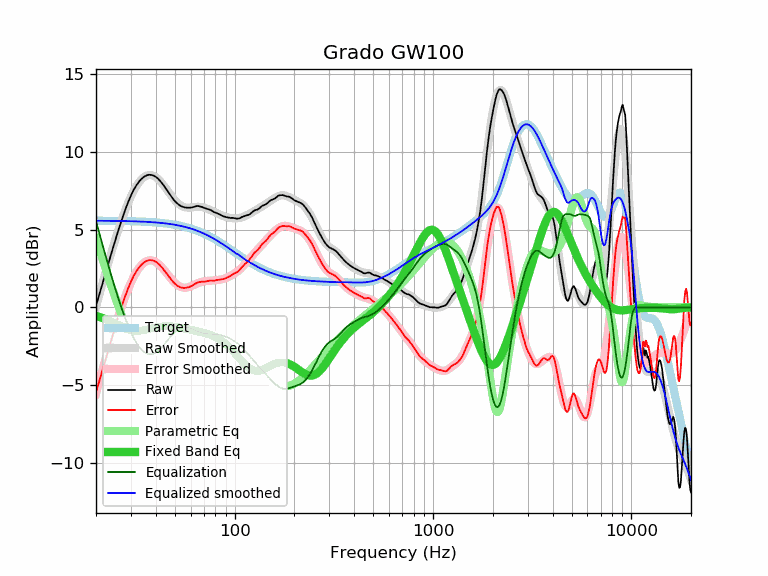 Grado GW100
15
10
5
0
−5
−10
Amplitude (dBr)
Target
Raw Smoothed
Error Smoothed
Raw
Error
Parametric Eq
Fixed Band Eq
Equalization
Equalized smoothed
100
1000
10000
Frequency (Hz)